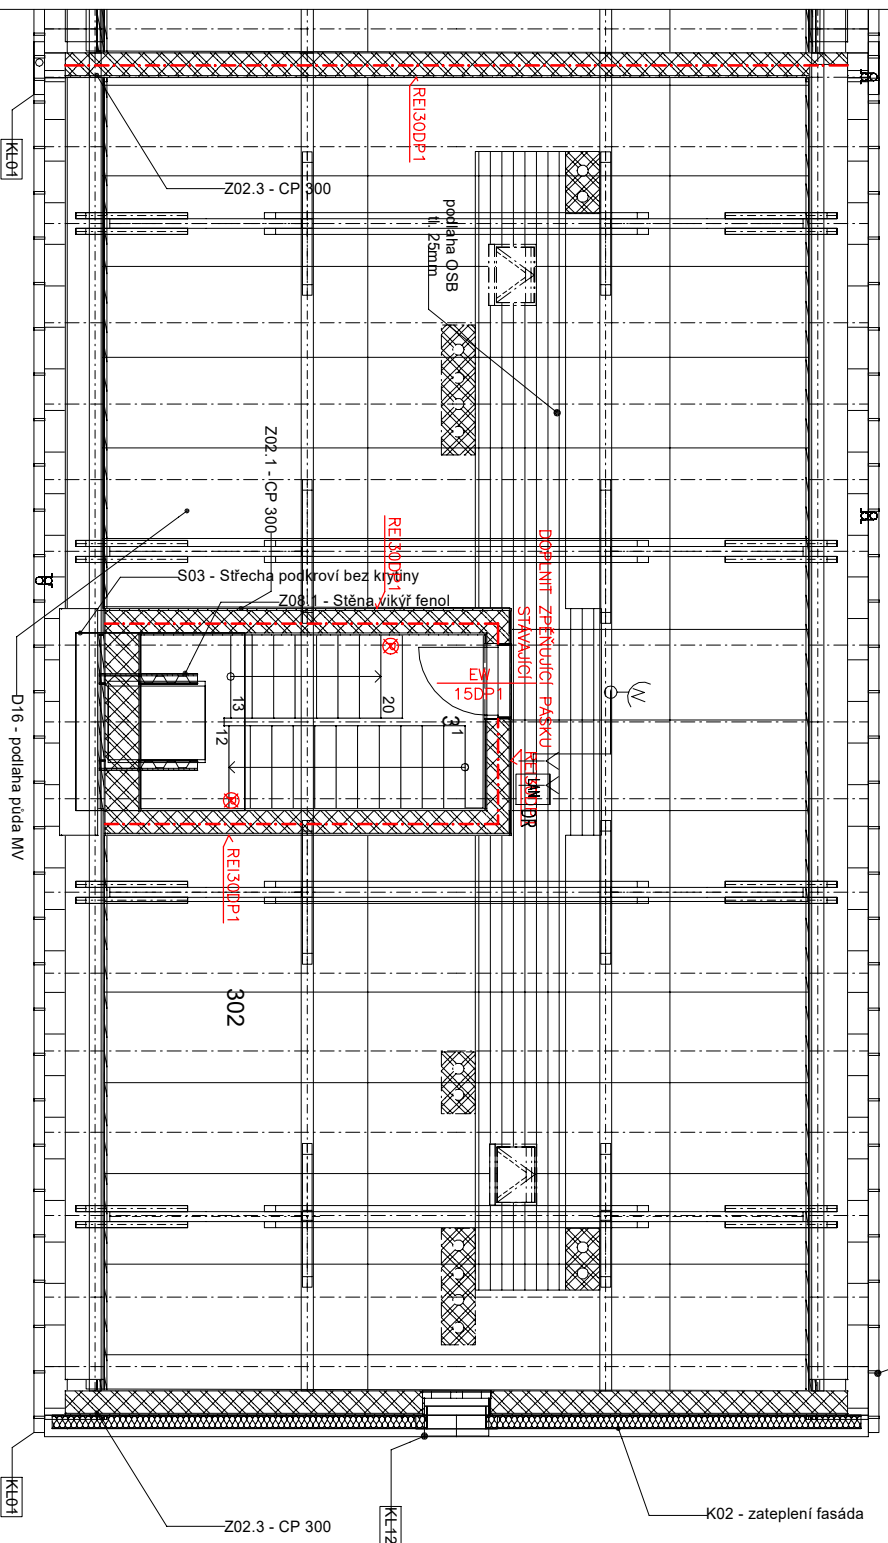 KL01
REI30DP1
Z02.3 - CP 300
podlaha OSB
tl. 25mm
Z02.1 - CP 300
REI30DP1
DOPLNIT ZPĚŇUJÍCÍ PÁSKU
STÁVAJÍCÍ
S03 - Střecha podkroví bez krytiny
Z08.1 - Stěna vikýř fenol
EW
15DP1
13
20
12
1
D16 - podlaha půda MV
REI30DP1
302
KL01
KL12
K02 - zateplení fasáda
Z02.3 - CP 300